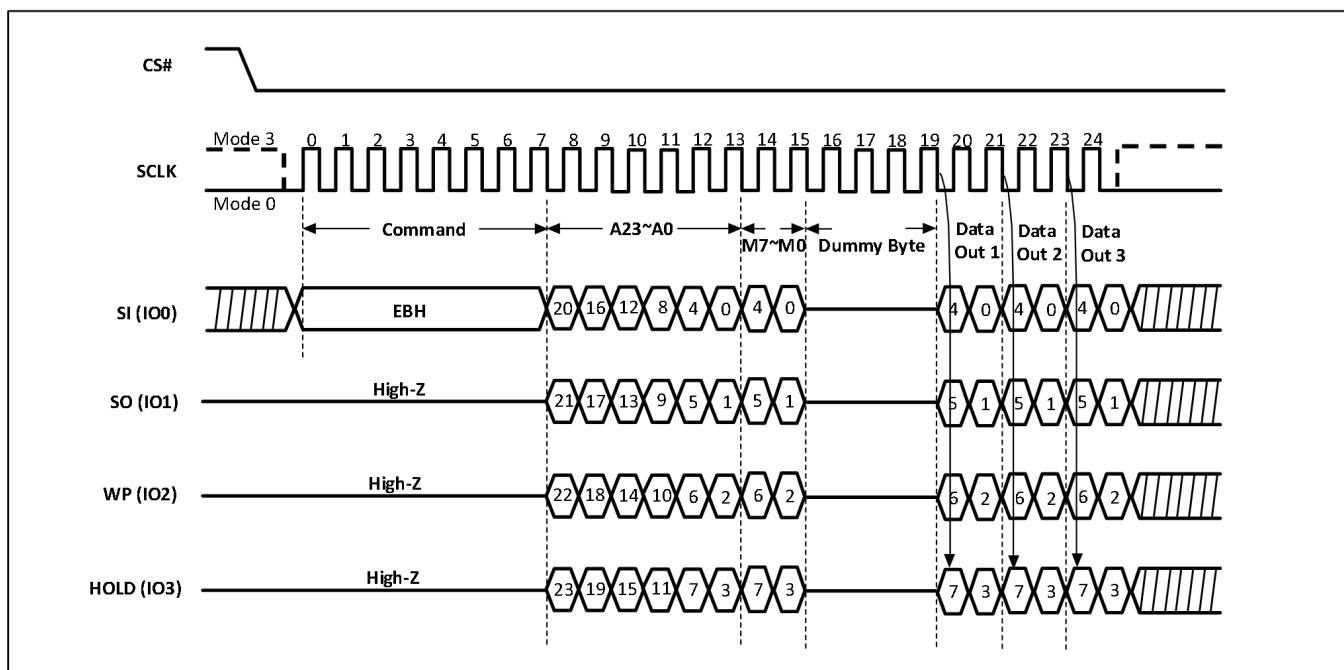 CS#
Mode 3
0 1 2 3 4 5 6 7 8 9 10 11 12 13 14 15 16 17 18 19 20 21 22 23 24
SCLK
Mode 0
Command A23~A0 M7~M0 Dummy Byte Data Out 1 Data Out 2 Data Out 3
SI (IO0) EBH 20 16 12 8 4 0 4 0 4 0 4 0 4 0
High-Z
SO (IO1) 21 17 13 9 5 1 5 1 5 1 5 1 5 1
High-Z
WP (IO2) 22 18 14 10 6 2 6 2 6 2 6 2 6 2
High-Z
HOLD (IO3) 23 19 15 11 7 3 7 3 7 3 7 3 7 3